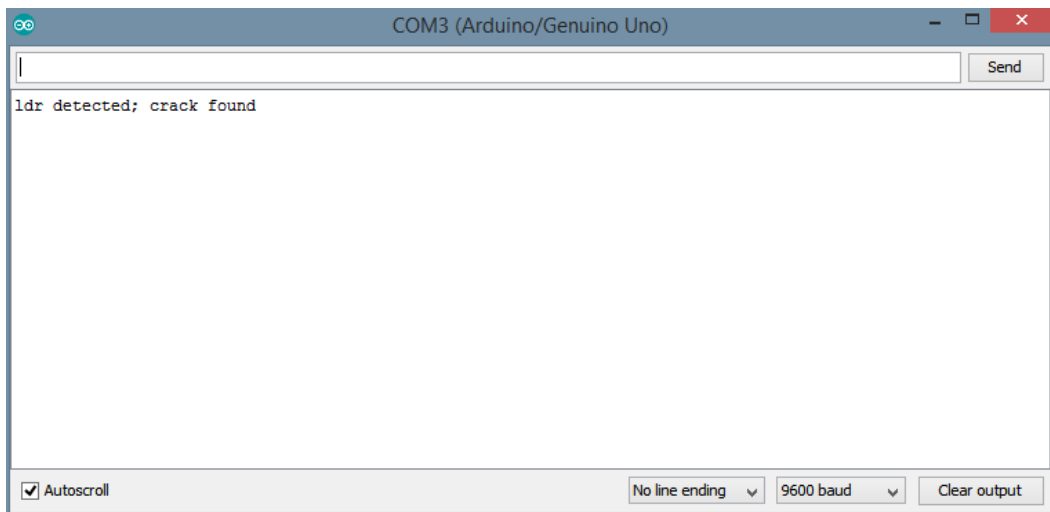 COM3 (Arduino/Genuino Uno)
Send
ldr detected; crack found
Autoscroll
No line ending
9600 baud
Clear output